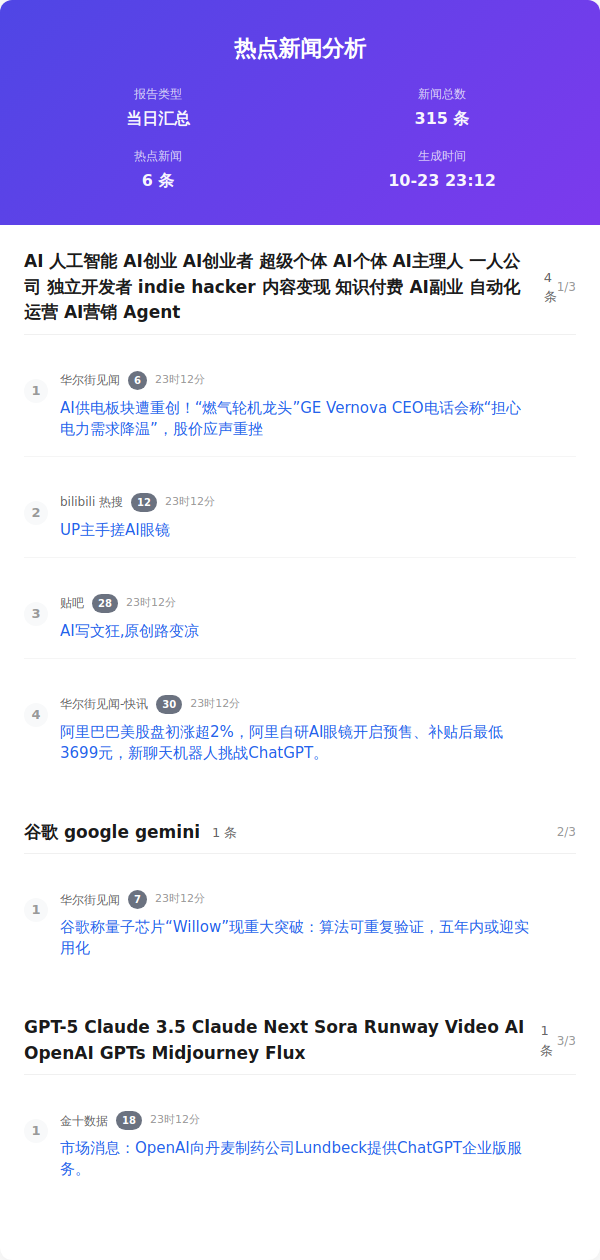 热点新闻分析
报告类型
当日汇总
新闻总数
315 条
热点新闻
6 条
生成时间
10-23 23:12
AI 人工智能 AI创业 AI创业者 超级个体 AI个体 AI主理人 一人公
司 独立开发者 indie hacker 内容变现 知识付费 AI副业 自动化
运营 AI营销 Agent
4
条
1/3
1
华尔街见闻 6 23时12分
AI供电板块遭重创！“燃气轮机龙头”GE Vernova CEO电话会称“担心
电力需求降温”，股价应声重挫
2
bilibili 热搜 12 23时12分
UP主手搓AI眼镜
3
贴吧 28 23时12分
AI写文狂,原创路变凉
4
华尔街见闻-快讯 30 23时12分
阿里巴巴美股盘初涨超2%，阿里自研AI眼镜开启预售、补贴后最低
3699元，新聊天机器人挑战ChatGPT。
谷歌 google gemini 1 条 2/3
1
华尔街见闻 7 23时12分
谷歌称量子芯片“Willow”现重大突破：算法可重复验证，五年内或迎实
用化
GPT-5 Claude 3.5 Claude Next Sora Runway Video AI
OpenAI GPTs Midjourney Flux
1
条
3/3
1
金十数据 18 23时12分
市场消息：OpenAI向丹麦制药公司Lundbeck提供ChatGPT企业版服
务。